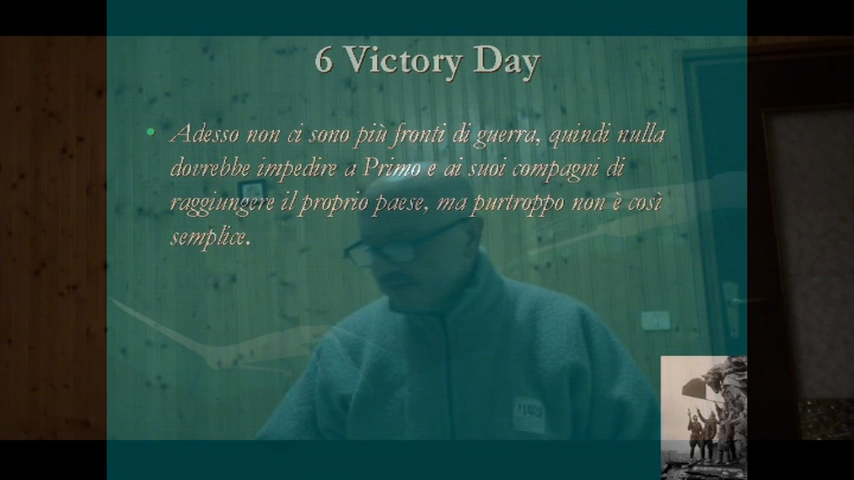 6 Victory Day
• Adesso non ci sono più fronti di guerra, quindi nulla
dovrebbe impedire a Primo e ai suoi compagni di
raggiungere il proprio paese, ma purtroppo non è così
semplice.